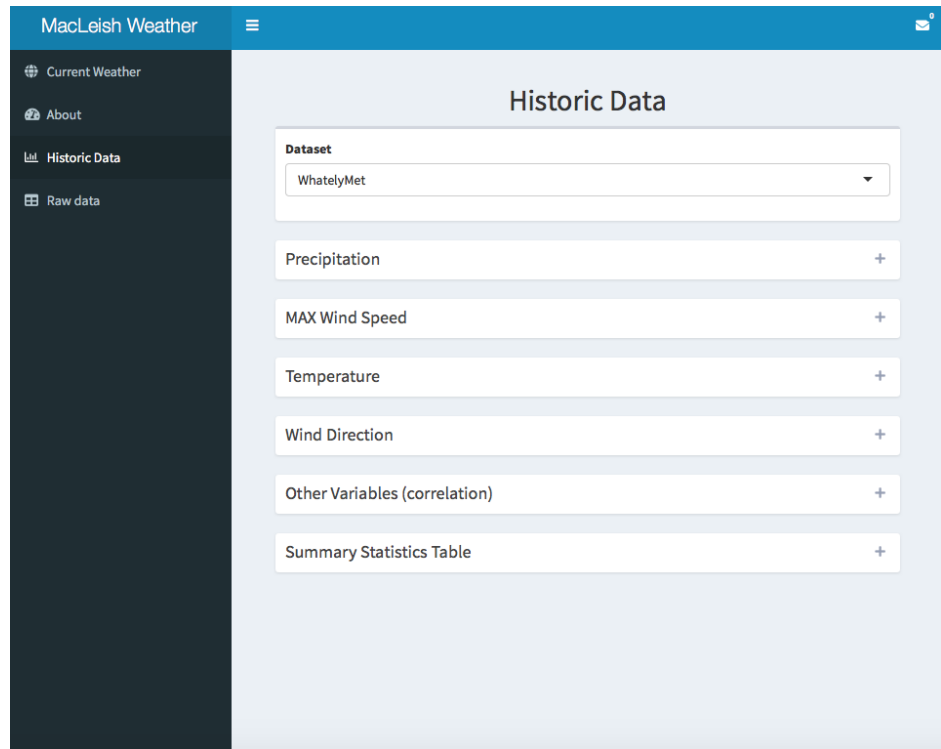 MacLeish Weather
0
Current Weather
About
Historic Data
Raw data
Historic Data
Dataset
WhatelyMet
Precipitation
MAX Wind Speed
Temperature
Wind Direction
Other Variables (correlation)
Summary Statistics Table